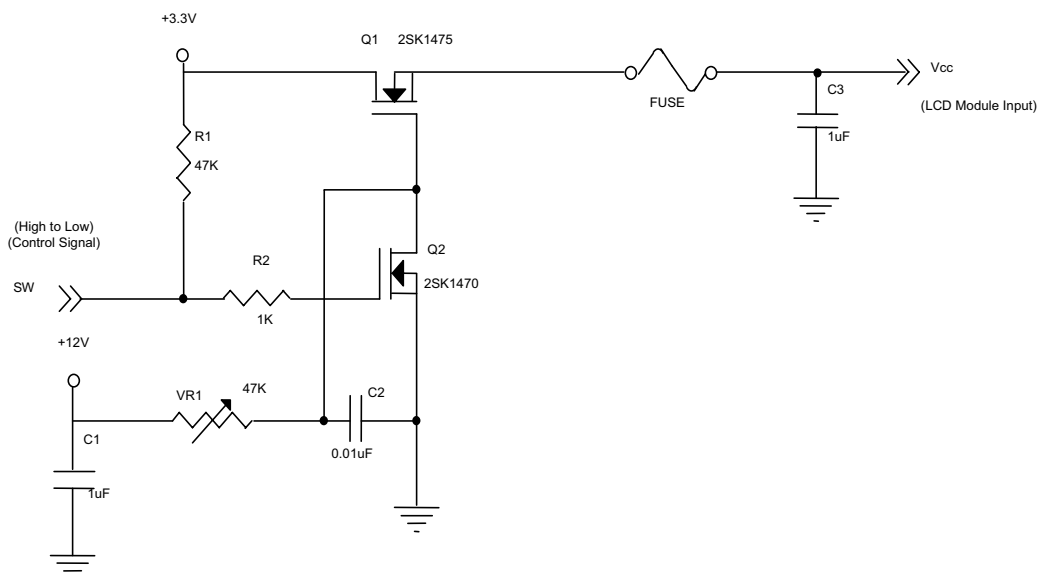 +3.3V
Q1 2SK1475
Vcc
FUSE
C3
(LCD Module Input)
R1
1uF
47K
(High to Low)
(Control Signal)
Q2
R2
2SK1470
SW
1K
+12V
VR1
47K
C2
C1
0.01uF
1uF